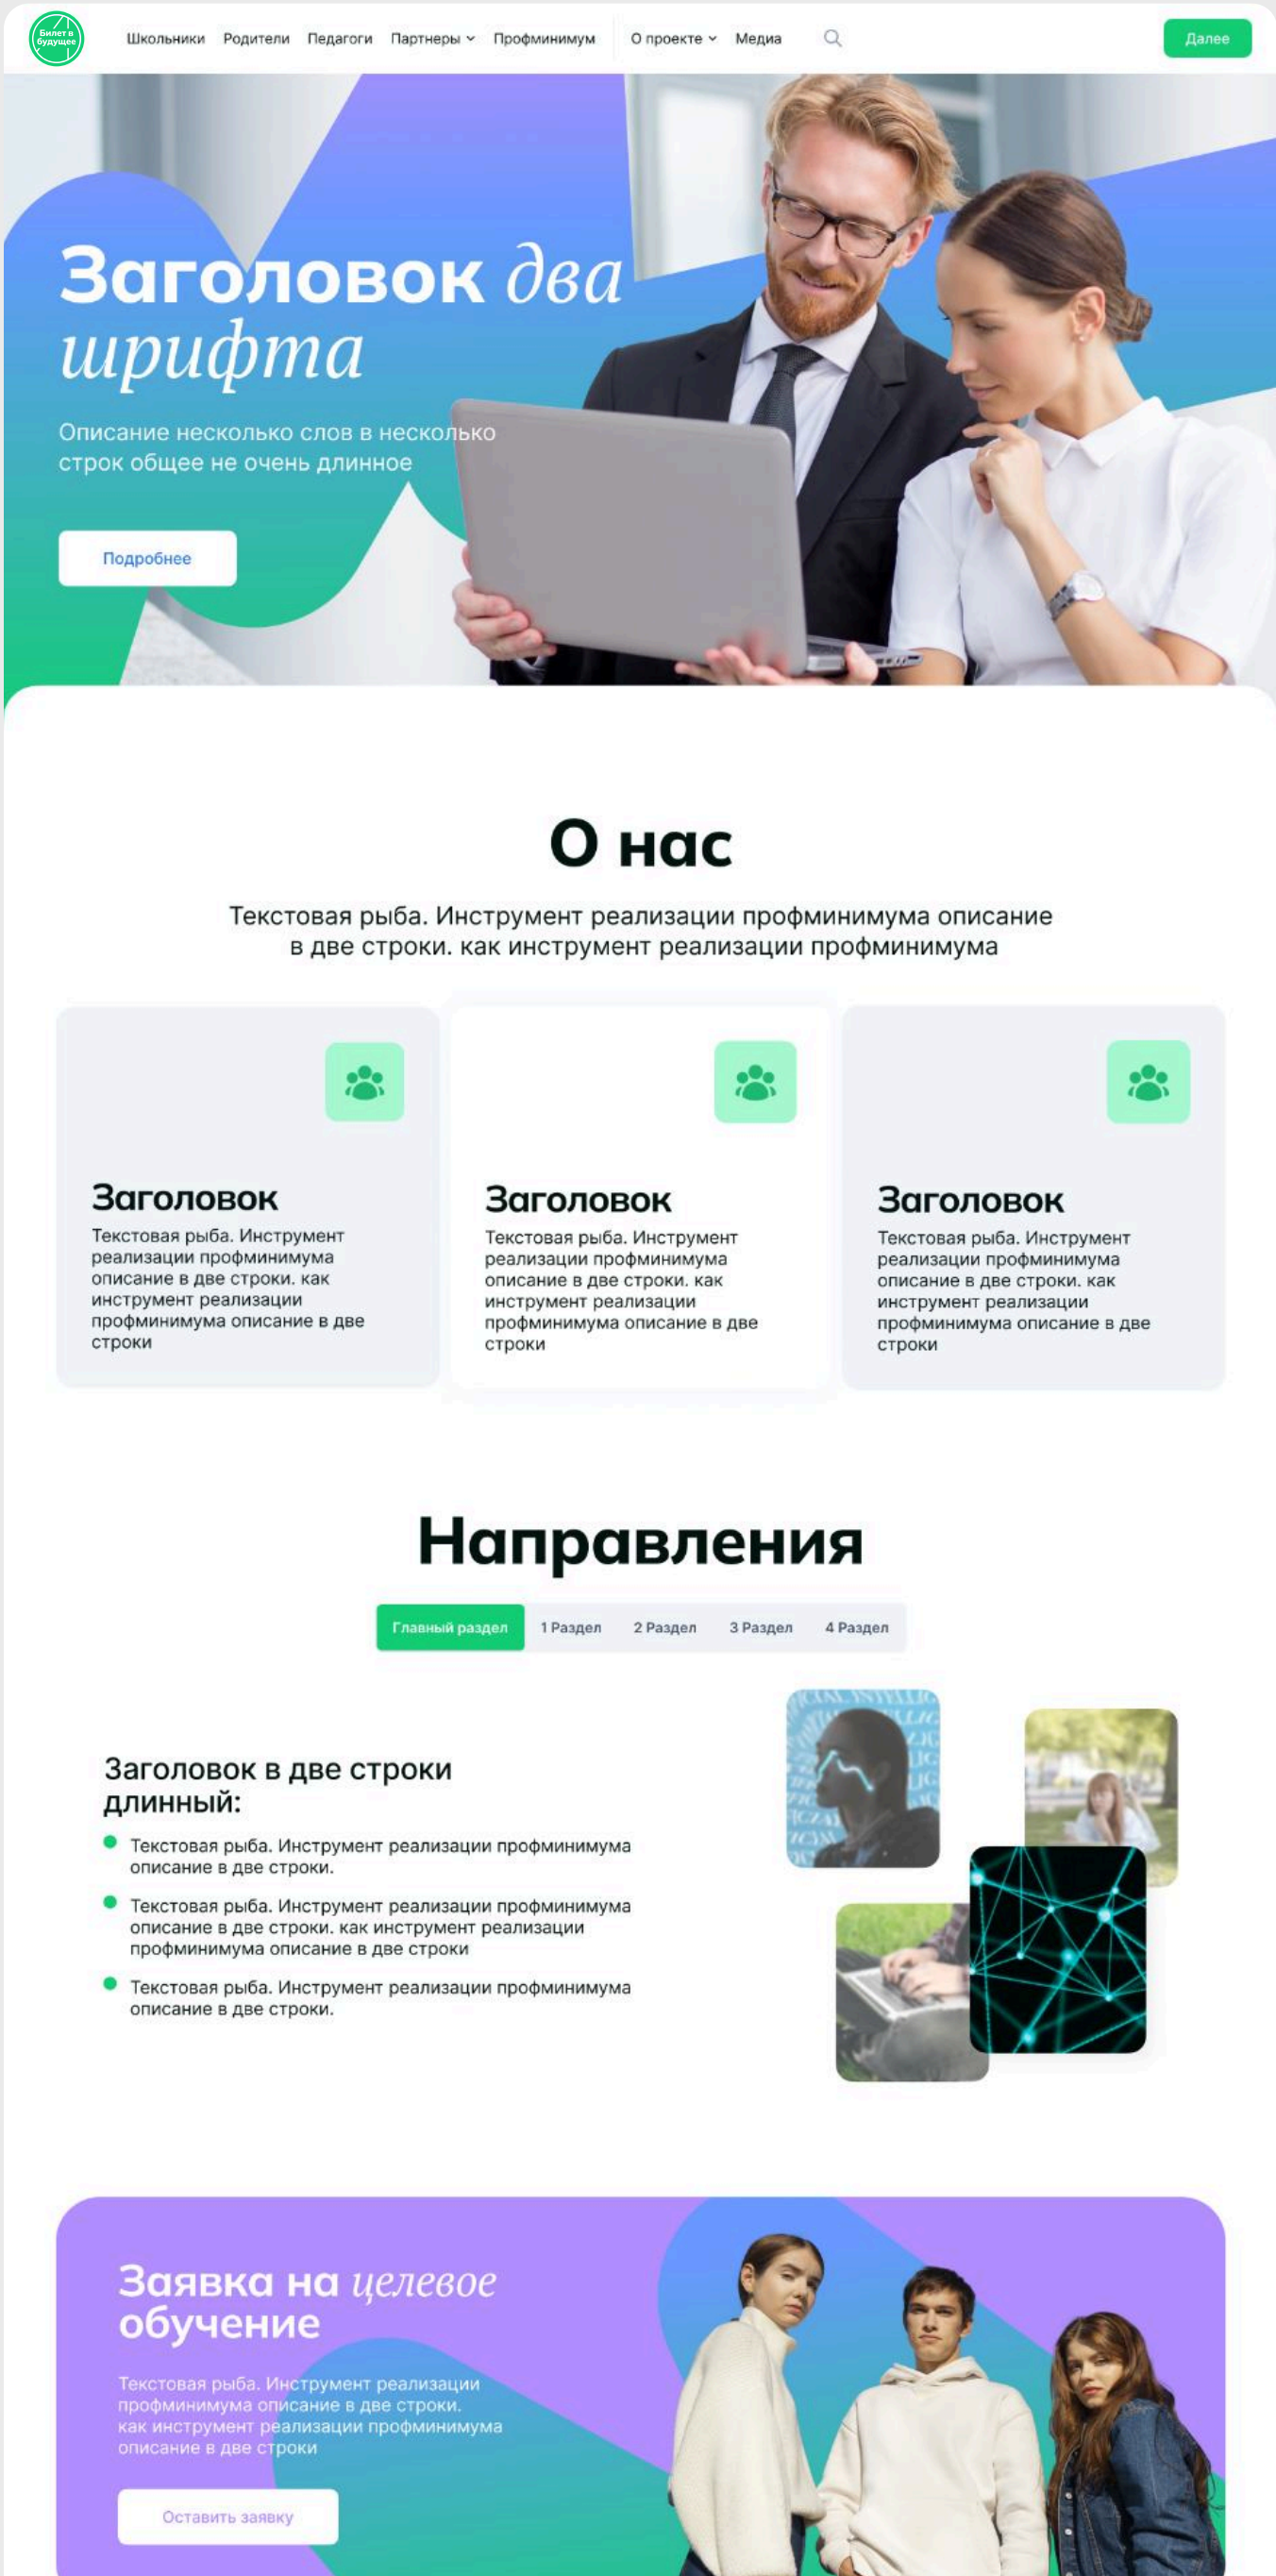 Билет в
будущее
Школьники Родители Педагоги Партнеры Профминимум О проекте Медиа
Далее
Заголовок два
шрифта
Описание несколько слов в несколько
строк общее не очень длинное
Подробнее
О нас
Текстовая рыба. Инструмент реализации профминимума описание
в две строки. как инструмент реализации профминимума
Заголовок
Текстовая рыба. Инструмент
реализации профминимума
описание в две строки. как
инструмент реализации
профминимума описание в две
строки
Заголовок
Текстовая рыба. Инструмент
реализации профминимума
описание в две строки. как
инструмент реализации
профминимума описание в две
строки
Заголовок
Текстовая рыба. Инструмент
реализации профминимума
описание в две строки. как
инструмент реализации
профминимума описание в две
строки
Направления
Главный раздел 1 Раздел 2 Раздел 3 Раздел 4 Раздел
Заголовок в две строки
длинный:
Текстовая рыба. Инструмент реализации профминимума
описание в две строки.
Текстовая рыба. Инструмент реализации профминимума
описание в две строки. как инструмент реализации
профминимума описание в две строки
Текстовая рыба. Инструмент реализации профминимума
описание в две строки.
Заявка на целевое
обучение
Текстовая рыба. Инструмент реализации
профминимума описание в две строки.
как инструмент реализации профминимума
описание в две строки
Оставить заявку